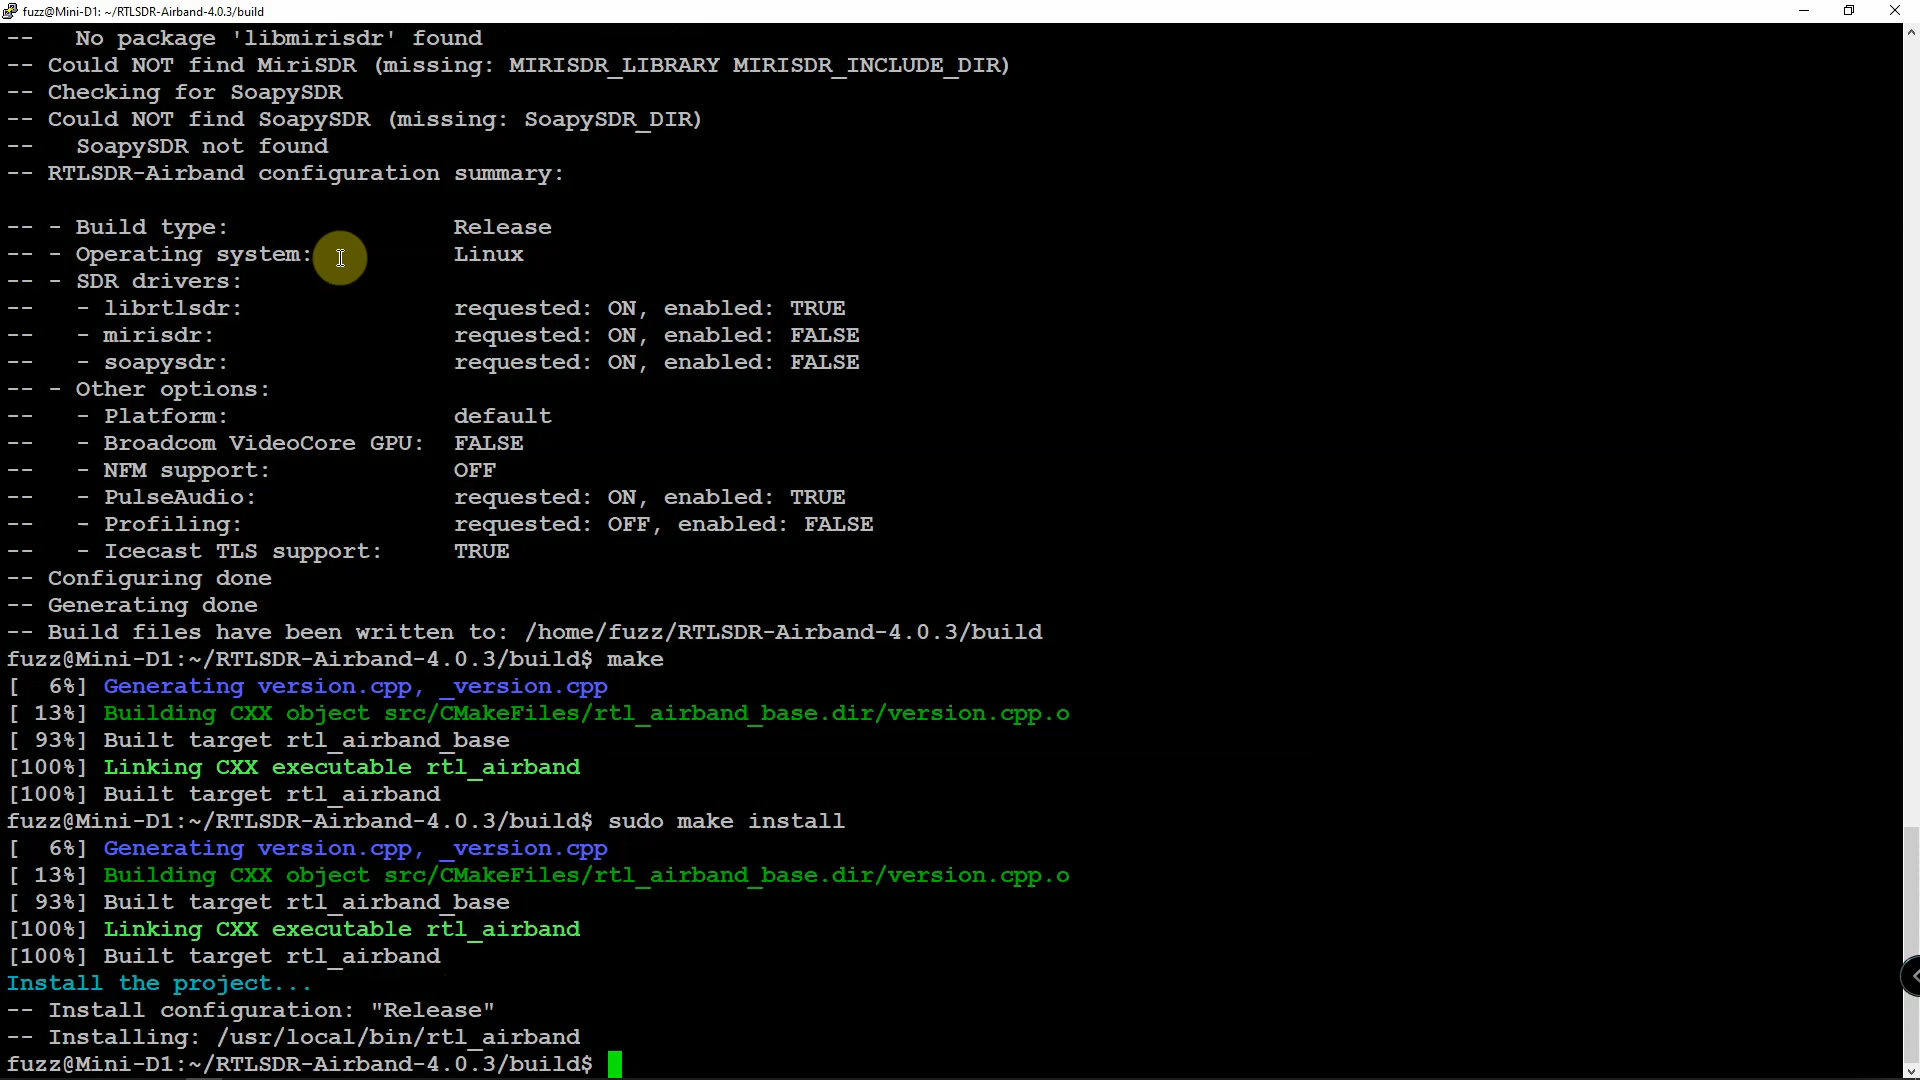 fuzz@Mini-D1: ~/RTLSDR-Airband-4.0.3/build
--   No package 'libmirisdr' found
-- Could NOT find MiriSDR (missing: MIRISDR_LIBRARY MIRISDR_INCLUDE_DIR)
-- Checking for SoapySDR
-- Could NOT find SoapySDR (missing: SoapySDR_DIR)
--   SoapySDR not found
-- RTLSDR-Airband configuration summary:
-- - Build type:                Release
-- - Operating system:          Linux
-- - SDR drivers:
--   - librtlsdr:               requested: ON, enabled: TRUE
--   - mirisdr:                 requested: ON, enabled: FALSE
--   - soapysdr:                requested: ON, enabled: FALSE
-- - Other options:
--   - Platform:                default
--   - Broadcom VideoCore GPU:  FALSE
--   - NFM support:             OFF
--   - PulseAudio:              requested: ON, enabled: TRUE
--   - Profiling:               requested: OFF, enabled: FALSE
--   - Icecast TLS support:     TRUE
-- Configuring done
-- Generating done
-- Build files have been written to: /home/fuzz/RTLSDR-Airband-4.0.3/build
fuzz@Mini-D1:~/RTLSDR-Airband-4.0.3/build$ make
[  6%] Generating version.cpp, _version.cpp
[ 13%] Building CXX object src/CMakeFiles/rtl_airband_base.dir/version.cpp.o
[ 93%] Built target rtl_airband_base
[100%] Linking CXX executable rtl_airband
[100%] Built target rtl_airband
fuzz@Mini-D1:~/RTLSDR-Airband-4.0.3/build$ sudo make install
[  6%] Generating version.cpp, _version.cpp
[ 13%] Building CXX object src/CMakeFiles/rtl_airband_base.dir/version.cpp.o
[ 93%] Built target rtl_airband_base
[100%] Linking CXX executable rtl_airband
[100%] Built target rtl_airband
Install the project...
-- Install configuration: "Release"
-- Installing: /usr/local/bin/rtl_airband
fuzz@Mini-D1:~/RTLSDR-Airband-4.0.3/build$